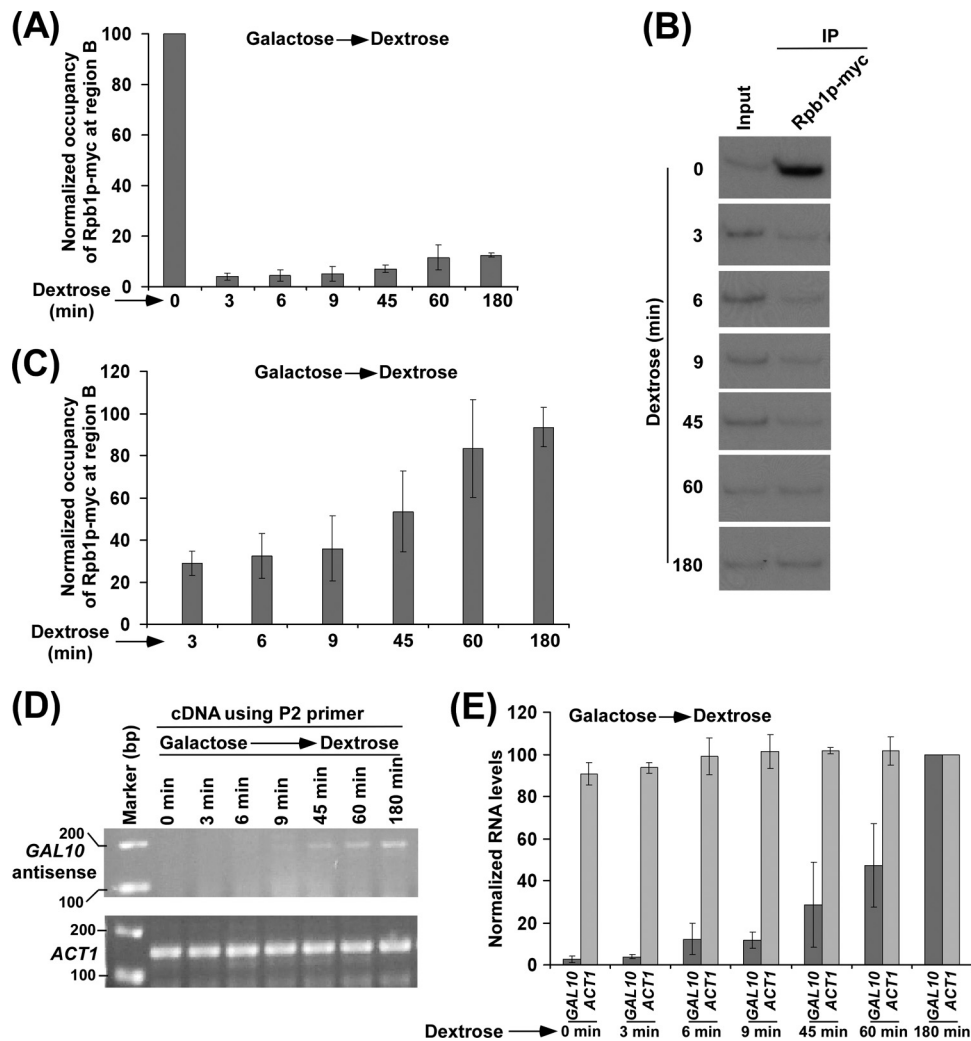 (A)
Normalized occupancy
of Rpb1p-myc at region B
100
80
60
40
20
0
Galactose → Dextrose
Dextrose
(min)
0 3 6 9 45 60 180
(B)
IP
Input
Rpb1p-myc
Dextrose (min)
0
3
6
9
45
60
180
(C)
Normalized occupancy
of Rpb1p-myc at region B
120
100
80
60
40
20
0
Galactose → Dextrose
Dextrose
(min)
3 6 9 45 60 180
(D)
cDNA using P2 primer
Galactose → Dextrose
Marker (bp)
0 min
3 min
6 min
9 min
45 min
60 min
180 min
200
GAL10
antisense
100
200
ACT1
100
(E)
Normalized RNA levels
120
100
80
60
40
20
0
Galactose → Dextrose
GAL10 ACT1 GAL10 ACT1 GAL10 ACT1 GAL10 ACT1 GAL10 ACT1 GAL10 ACT1 GAL10 ACT1
Dextrose → 0 min 3 min 6 min 9 min 45 min 60 min 180 min